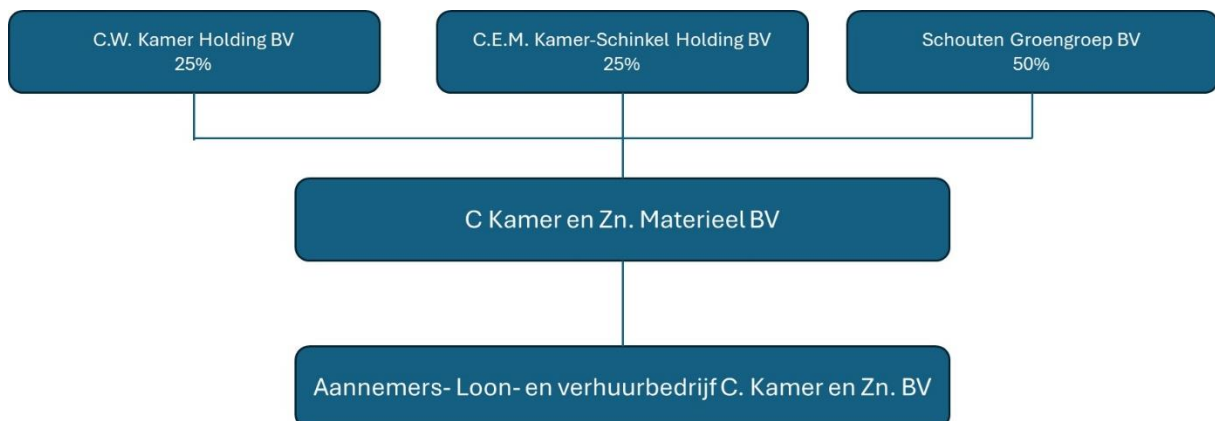 C.W. Kamer Holding BV
25%
C.E.M. Kamer-Schinkel Holding BV
25%
Schouten Groengroep BV
50%
C Kamer en Zn. Materieel BV
Aannemers- Loon- en verhuurbedrijf C. Kamer en Zn. BV